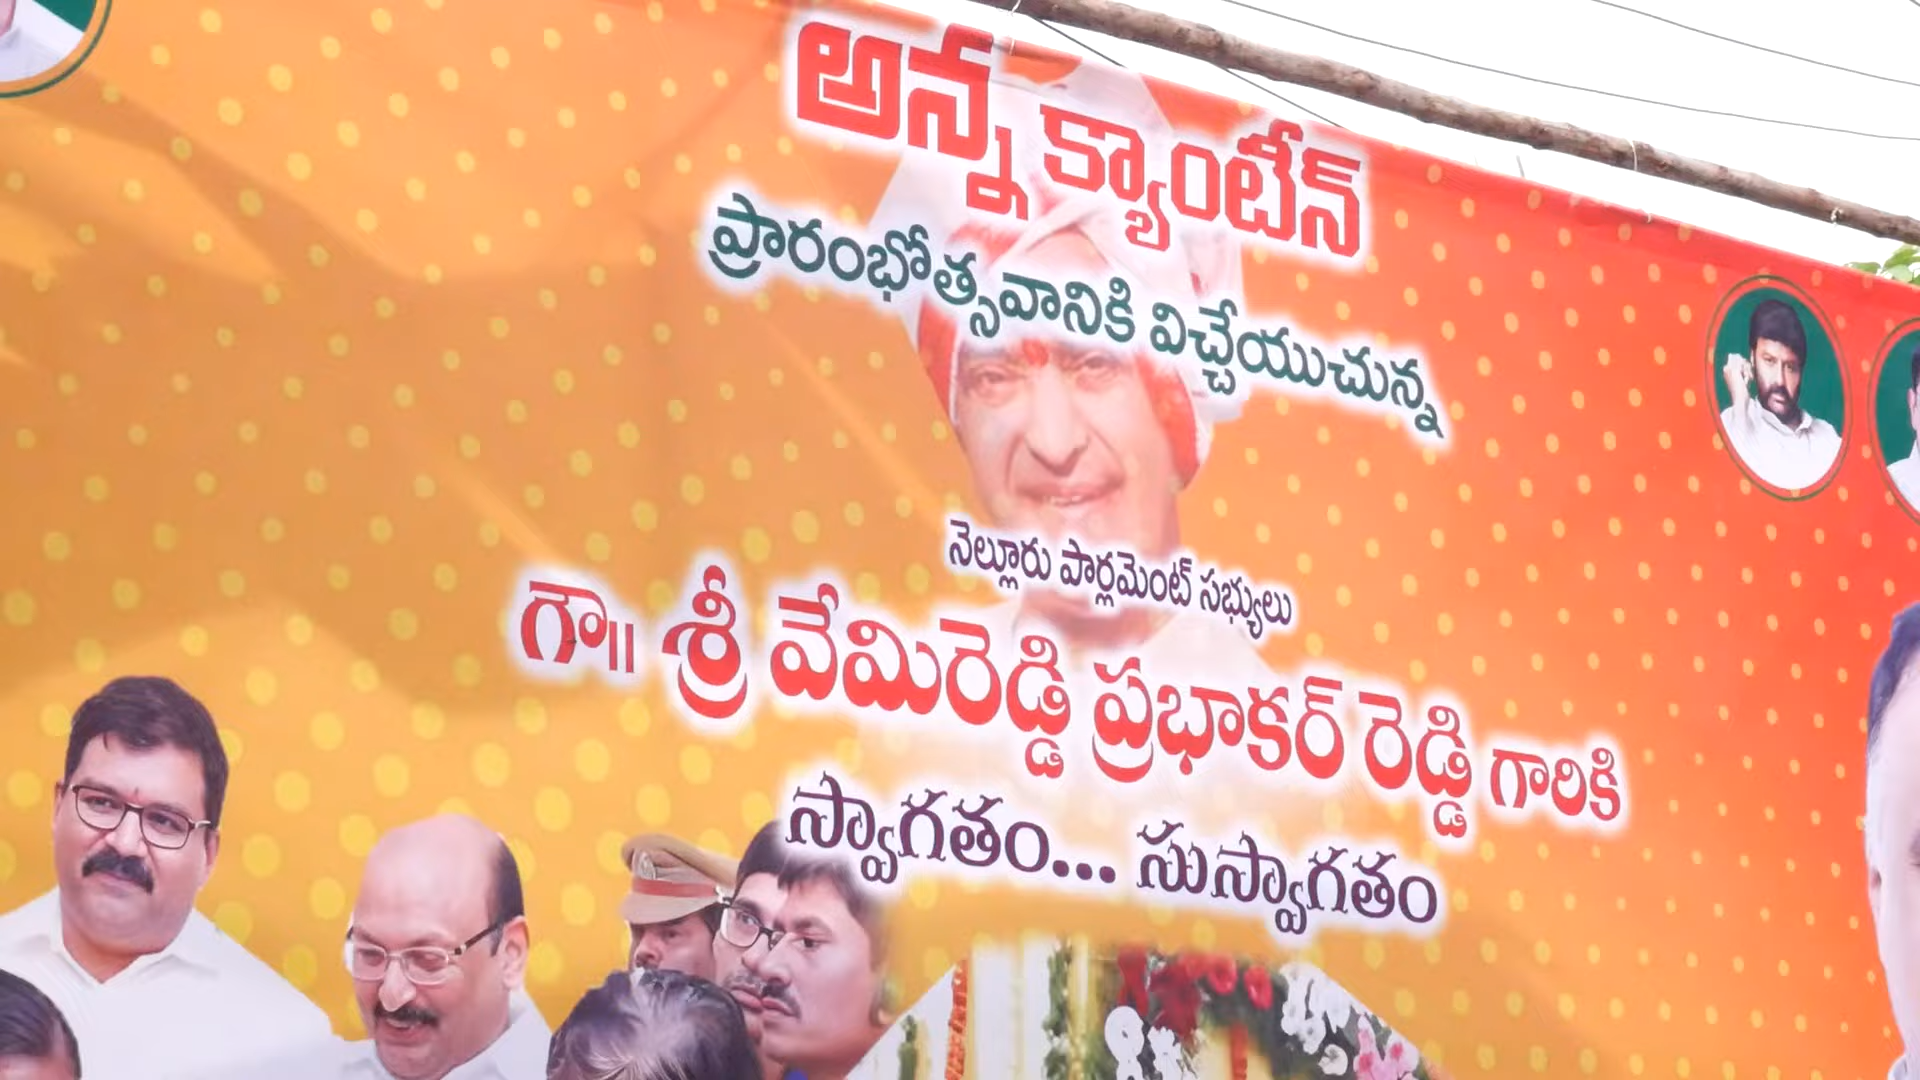 అన్న క్యాంటీన్
ప్రారంభోత్సవానికి విచ్చేయుచున్న
నెల్లూరు పార్లమెంట్ సభ్యులు
గౌ॥ శ్రీ వేమిరెడ్డి ప్రభాకర్ రెడ్డి గారికి
స్వాగతం... సుస్వాగతం